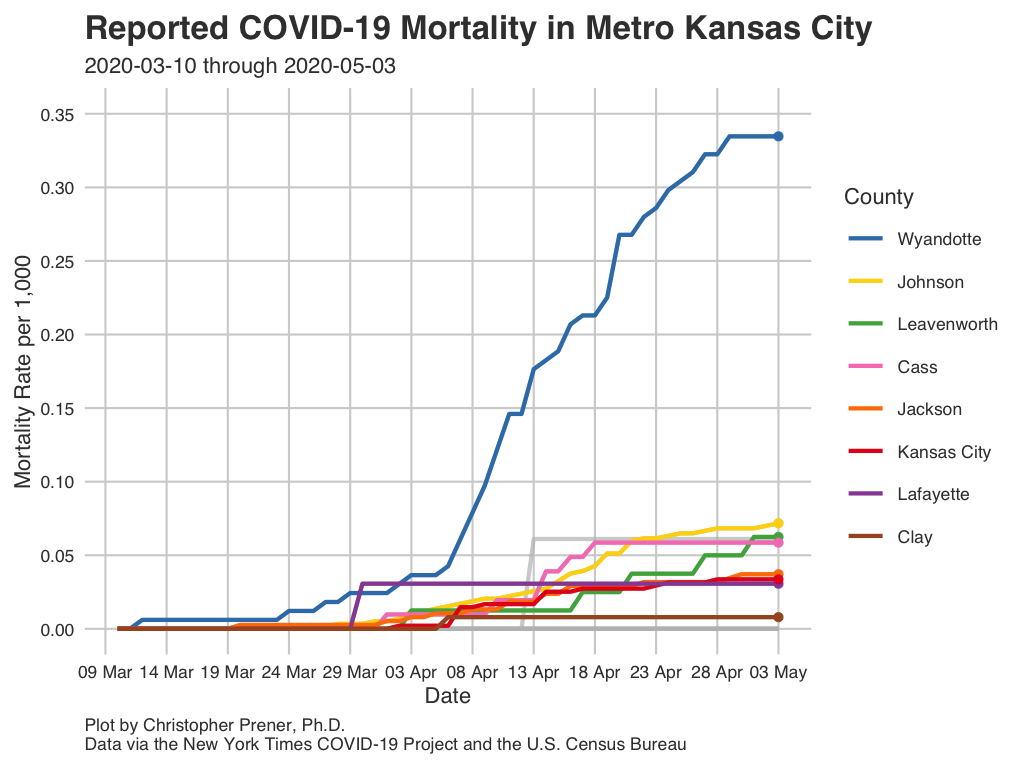 Reported COVID-19 Mortality in Metro Kansas City
2020-03-10 through 2020-05-03
Mortality Rate per 1,000
0.35
0.30
0.25
0.20
0.15
0.10
0.05
0.00
09 Mar 14 Mar 19 Mar 24 Mar 29 Mar 03 Apr 08 Apr 13 Apr 18 Apr 23 Apr 28 Apr 03 May
Date
County
Wyandotte
Johnson
Leavenworth
Cass
Jackson
Kansas City
Lafayette
Clay
Plot by Christopher Prener, Ph.D.
Data via the New York Times COVID-19 Project and the U.S. Census Bureau